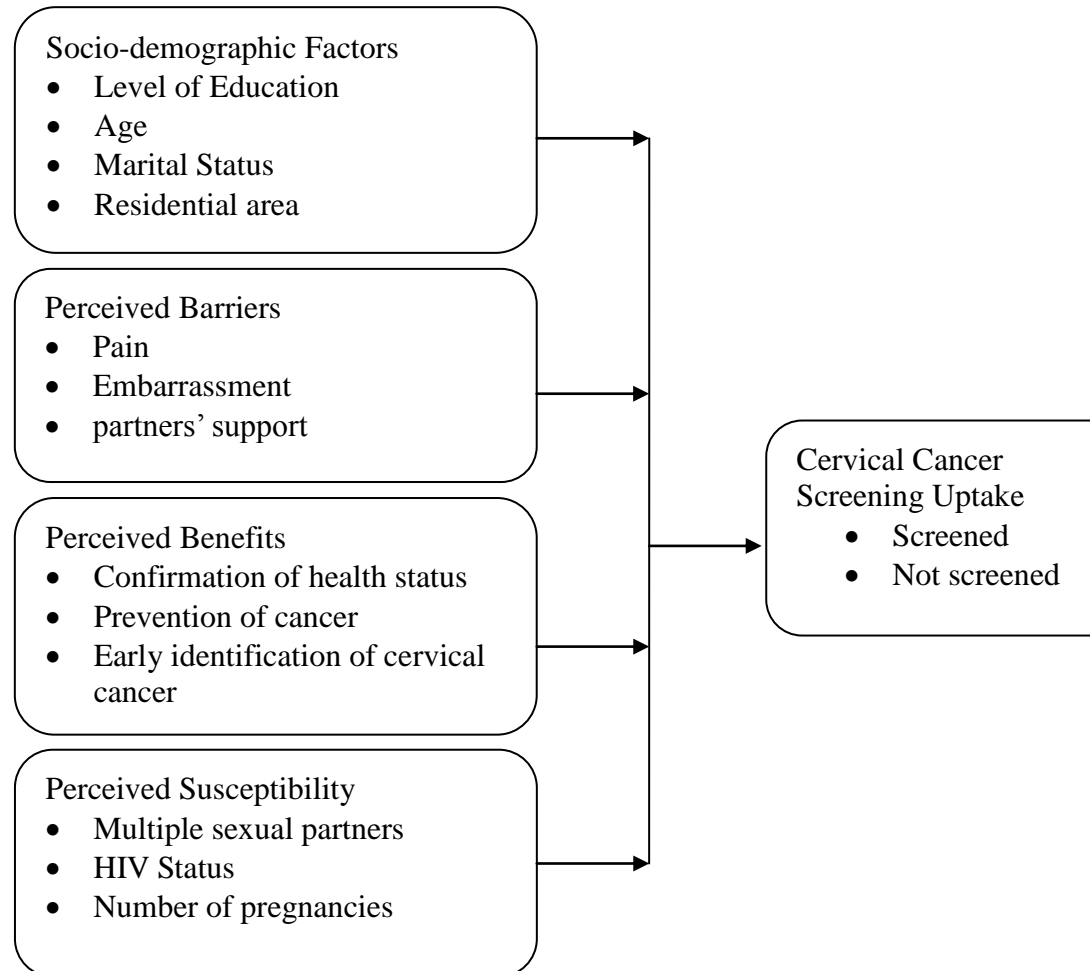 Socio-demographic Factors
• Level of Education
• Age
• Marital Status
• Residential area
Perceived Barriers
• Pain
• Embarrassment
• partners’ support
Perceived Benefits
• Confirmation of health status
• Prevention of cancer
• Early identification of cervical
cancer
Perceived Susceptibility
• Multiple sexual partners
• HIV Status
• Number of pregnancies
Cervical Cancer
Screening Uptake
• Screened
• Not screened